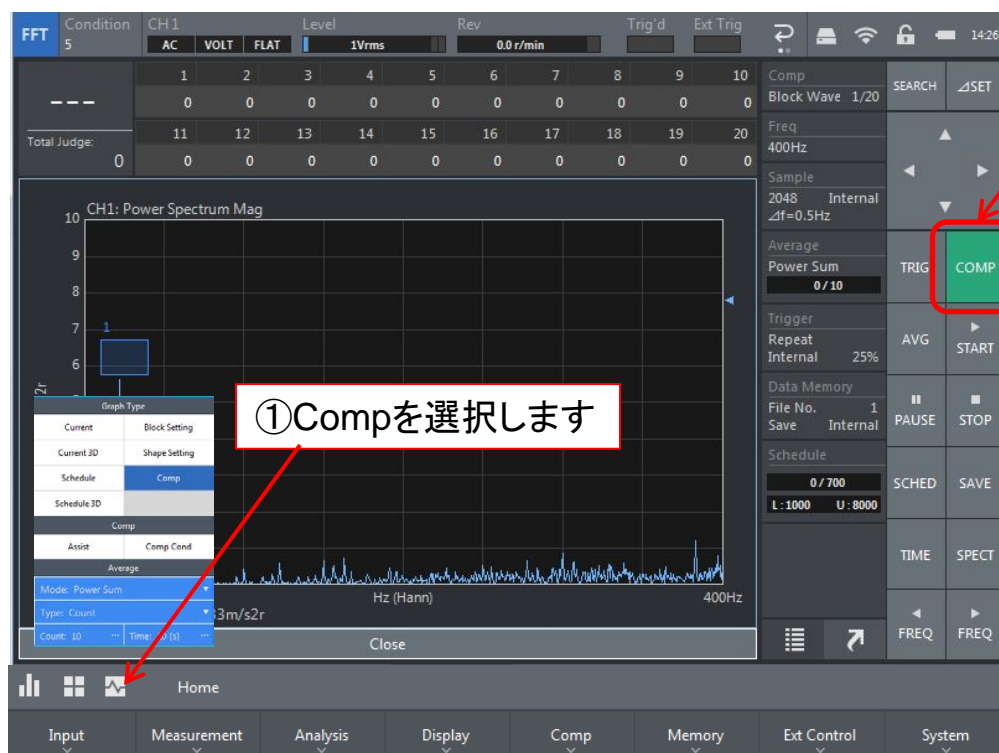 FFT
Condition
5
CH1
AC VOLT FLAT
Level
1Vrms
Rev
0.0 r/min
Trig'd
Ext Trig
14:26
---
Total Judge:
0
1 2 3 4 5 6 7 8 9 10
0 0 0 0 0 0 0 0 0 0
11 12 13 14 15 16 17 18 19 20
0 0 0 0 0 0 0 0 0 0
CH1: Power Spectrum Mag
10
9
8
7
6
1
2r
Hz (Hann)
400Hz
33m/s2r
Close
Graph Type
Current Block Setting
Current 3D Shape Setting
Schedule Comp
Schedule 3D
Comp
Assist Comp Cond
Average
Mode: Power Sum
Type: Count
Count: 10 ··· Time: [s] ···
①Compを選択します
Comp
Block Wave 1/20
Freq
400Hz
Sample
2048 Internal
⊿f=0.5Hz
Average
Power Sum
0/10
Trigger
Repeat
Internal 25%
Data Memory
File No. 1
Save Internal
Schedule
0/700
L:1000 U:8000
SEARCH ⊿SET
TRIG COMP
AVG START
PAUSE STOP
SCHED SAVE
TIME SPECT
FREQ FREQ
Home
Input Measurement Analysis Display Comp Memory Ext Control System